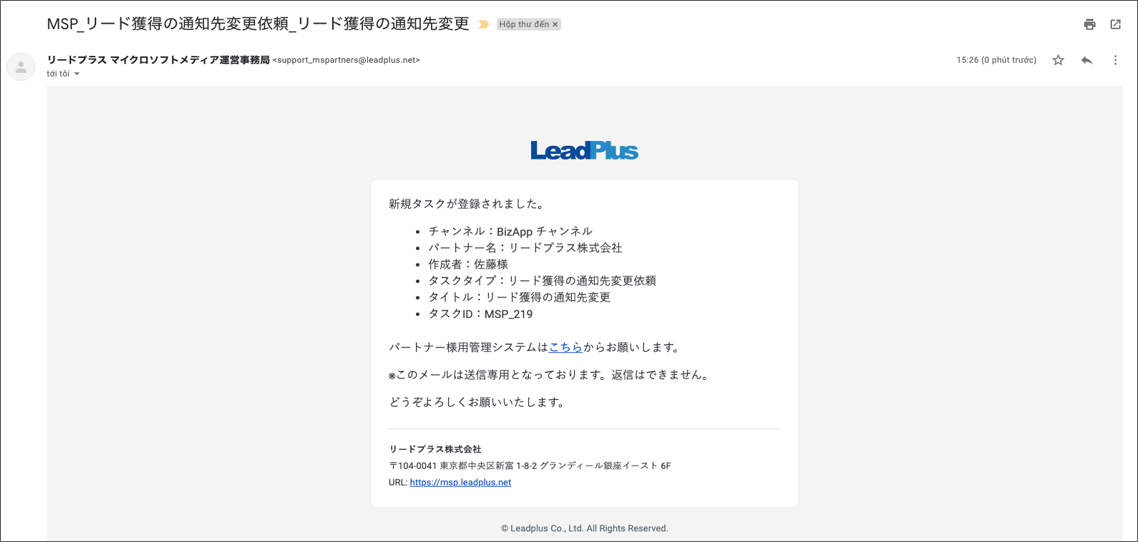 MSP_リード獲得の通知先変更依頼_リード獲得の通知先変更 Hộp thư đến ×
リードプラス マイクロソフトメディア運営事務局 <support_mspartners@leadplus.net> 15:26 (0 phút trước)
tới tôi
LeadPlus
新規タスクが登録されました。
• チャンネル：BizApp チャンネル
• パートナー名：リードプラス株式会社
• 作成者：佐藤様
• タスクタイプ：リード獲得の通知先変更依頼
• タイトル：リード獲得の通知先変更
• タスクID：MSP_219
パートナー様用管理システムはこちらからお願いします。
※このメールは送信専用となっております。返信はできません。
どうぞよろしくお願いいたします。
リードプラス株式会社
〒104-0041 東京都中央区新富 1-8-2 グランディール銀座イースト 6F
URL: https://msp.leadplus.net
© Leadplus Co., Ltd. All Rights Reserved.